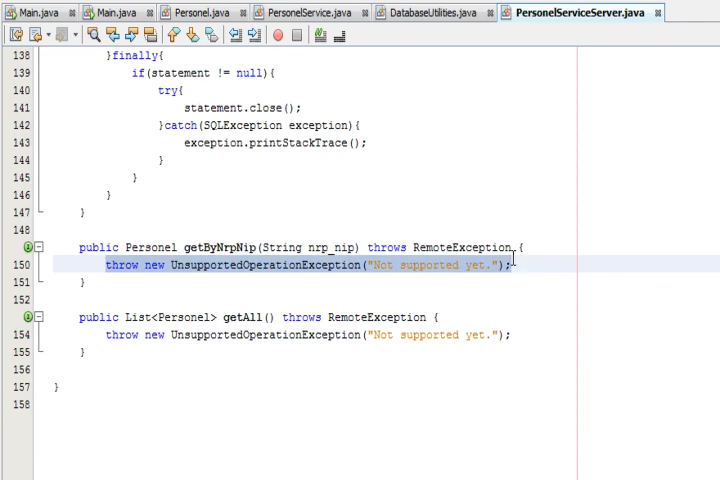 Main.java Main.java Personel.java PersonelService.java DatabaseUtilities.java PersonelServiceServer.java
138 }finally{
139 if(statement != null){
140 try{
141 statement.close();
142 }catch(SQLException exception){
143 exception.printStackTrace();
144 }
145 }
146 }
147 }
148
149 public Personel getByNrpNip(String nrp_nip) throws RemoteException {
150 throw new UnsupportedOperationException("Not supported yet.");
151 }
152
public List<Personel> getAll() throws RemoteException {
154 throw new UnsupportedOperationException("Not supported yet.");
155 }
156
157 }
158